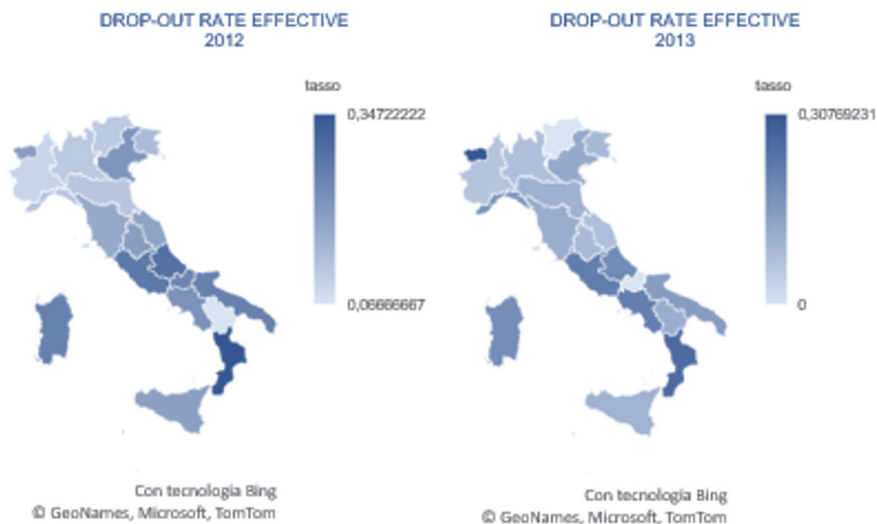 DROP-OUT RATE EFFECTIVE
2012
tasso
0,34722222
0,06666667
Con tecnologia Bing
© GeoNames, Microsoft, TomTom
DROP-OUT RATE EFFECTIVE
2013
tasso
0,30769231
0
Con tecnologia Bing
© GeoNames, Microsoft, TomTom